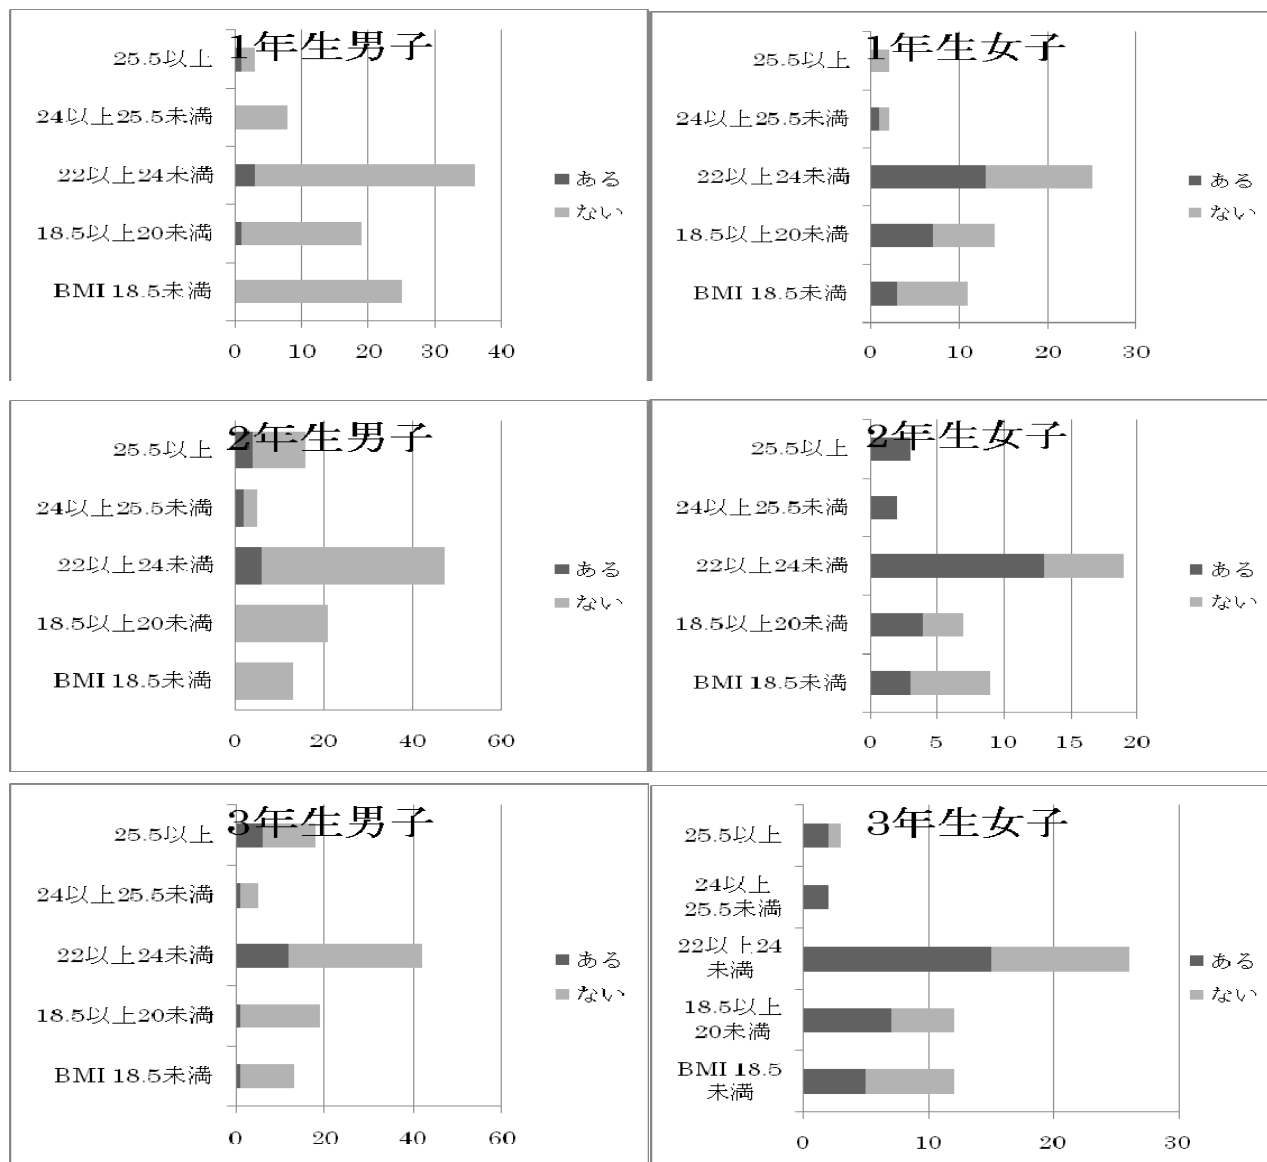 1年生男子
25.5以上
24以上25.5未満
22以上24未満
18.5以上20未満
BMI 18.5未満
0 10 20 30 40
ある
ない
1年生女子
25.5以上
24以上25.5未満
22以上24未満
18.5以上20未満
BMI 18.5未満
0 10 20 30
ある
ない
2年生男子
25.5以上
24以上25.5未満
22以上24未満
18.5以上20未満
BMI 18.5未満
0 20 40 60
ある
ない
2年生女子
25.5以上
24以上25.5未満
22以上24未満
18.5以上20未満
BMI 18.5未満
0 5 10 15 20
ある
ない
3年生男子
25.5以上
24以上25.5未満
22以上24未満
18.5以上20未満
BMI 18.5未満
0 20 40 60
ある
ない
3年生女子
25.5以上
24以上
25.5未満
22以上24
未満
18.5以上
20未満
BMI 18.5
未満
0 10 20 30
ある
ない